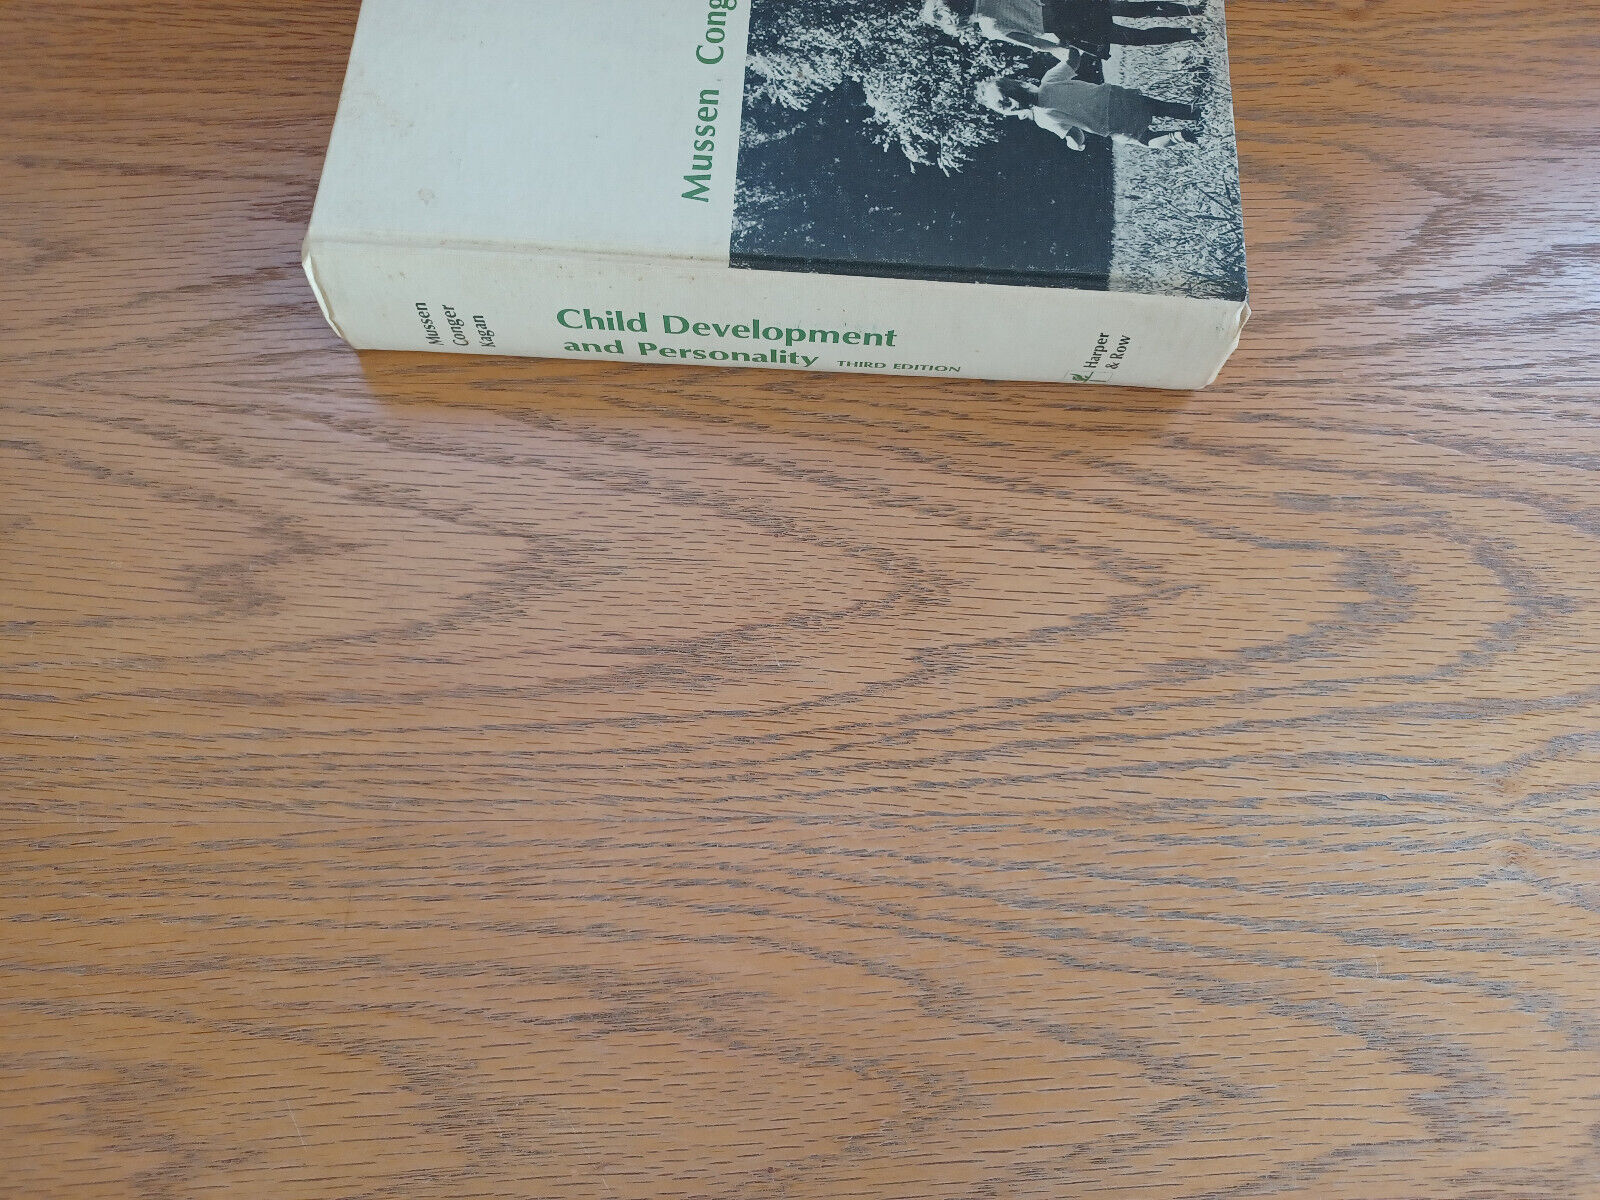 Mussen Cong
Mussen
Conger
Kagan
Child Development
and Personality THIRD EDITION
Harper
& Row